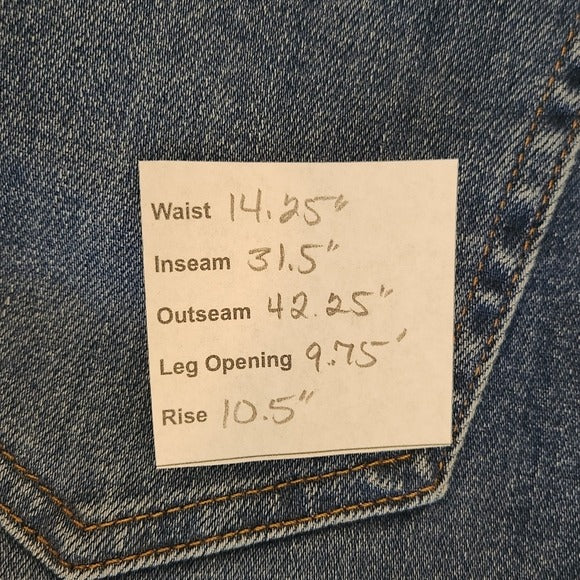 Waist 14.25"
Inseam 31.5"
Outseam 42.25"
Leg Opening 9.75'
Rise 10.5"